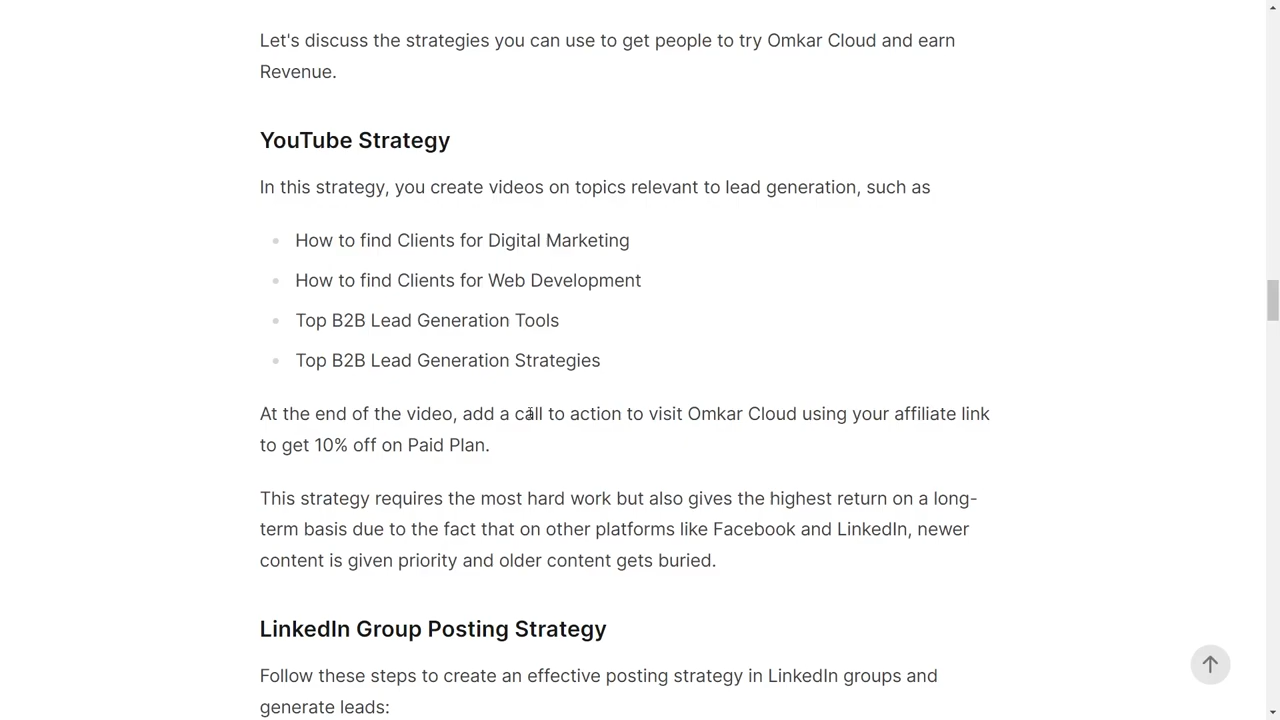 Let's discuss the strategies you can use to get people to try Omkar Cloud and earn
Revenue.
YouTube Strategy
In this strategy, you create videos on topics relevant to lead generation, such as
How to find Clients for Digital Marketing
How to find Clients for Web Development
Top B2B Lead Generation Tools
Top B2B Lead Generation Strategies
At the end of the video, add a call to action to visit Omkar Cloud using your affiliate link
to get 10% off on Paid Plan.
This strategy requires the most hard work but also gives the highest return on a long-
term basis due to the fact that on other platforms like Facebook and LinkedIn, newer
content is given priority and older content gets buried.
LinkedIn Group Posting Strategy
Follow these steps to create an effective posting strategy in LinkedIn groups and
generate leads: